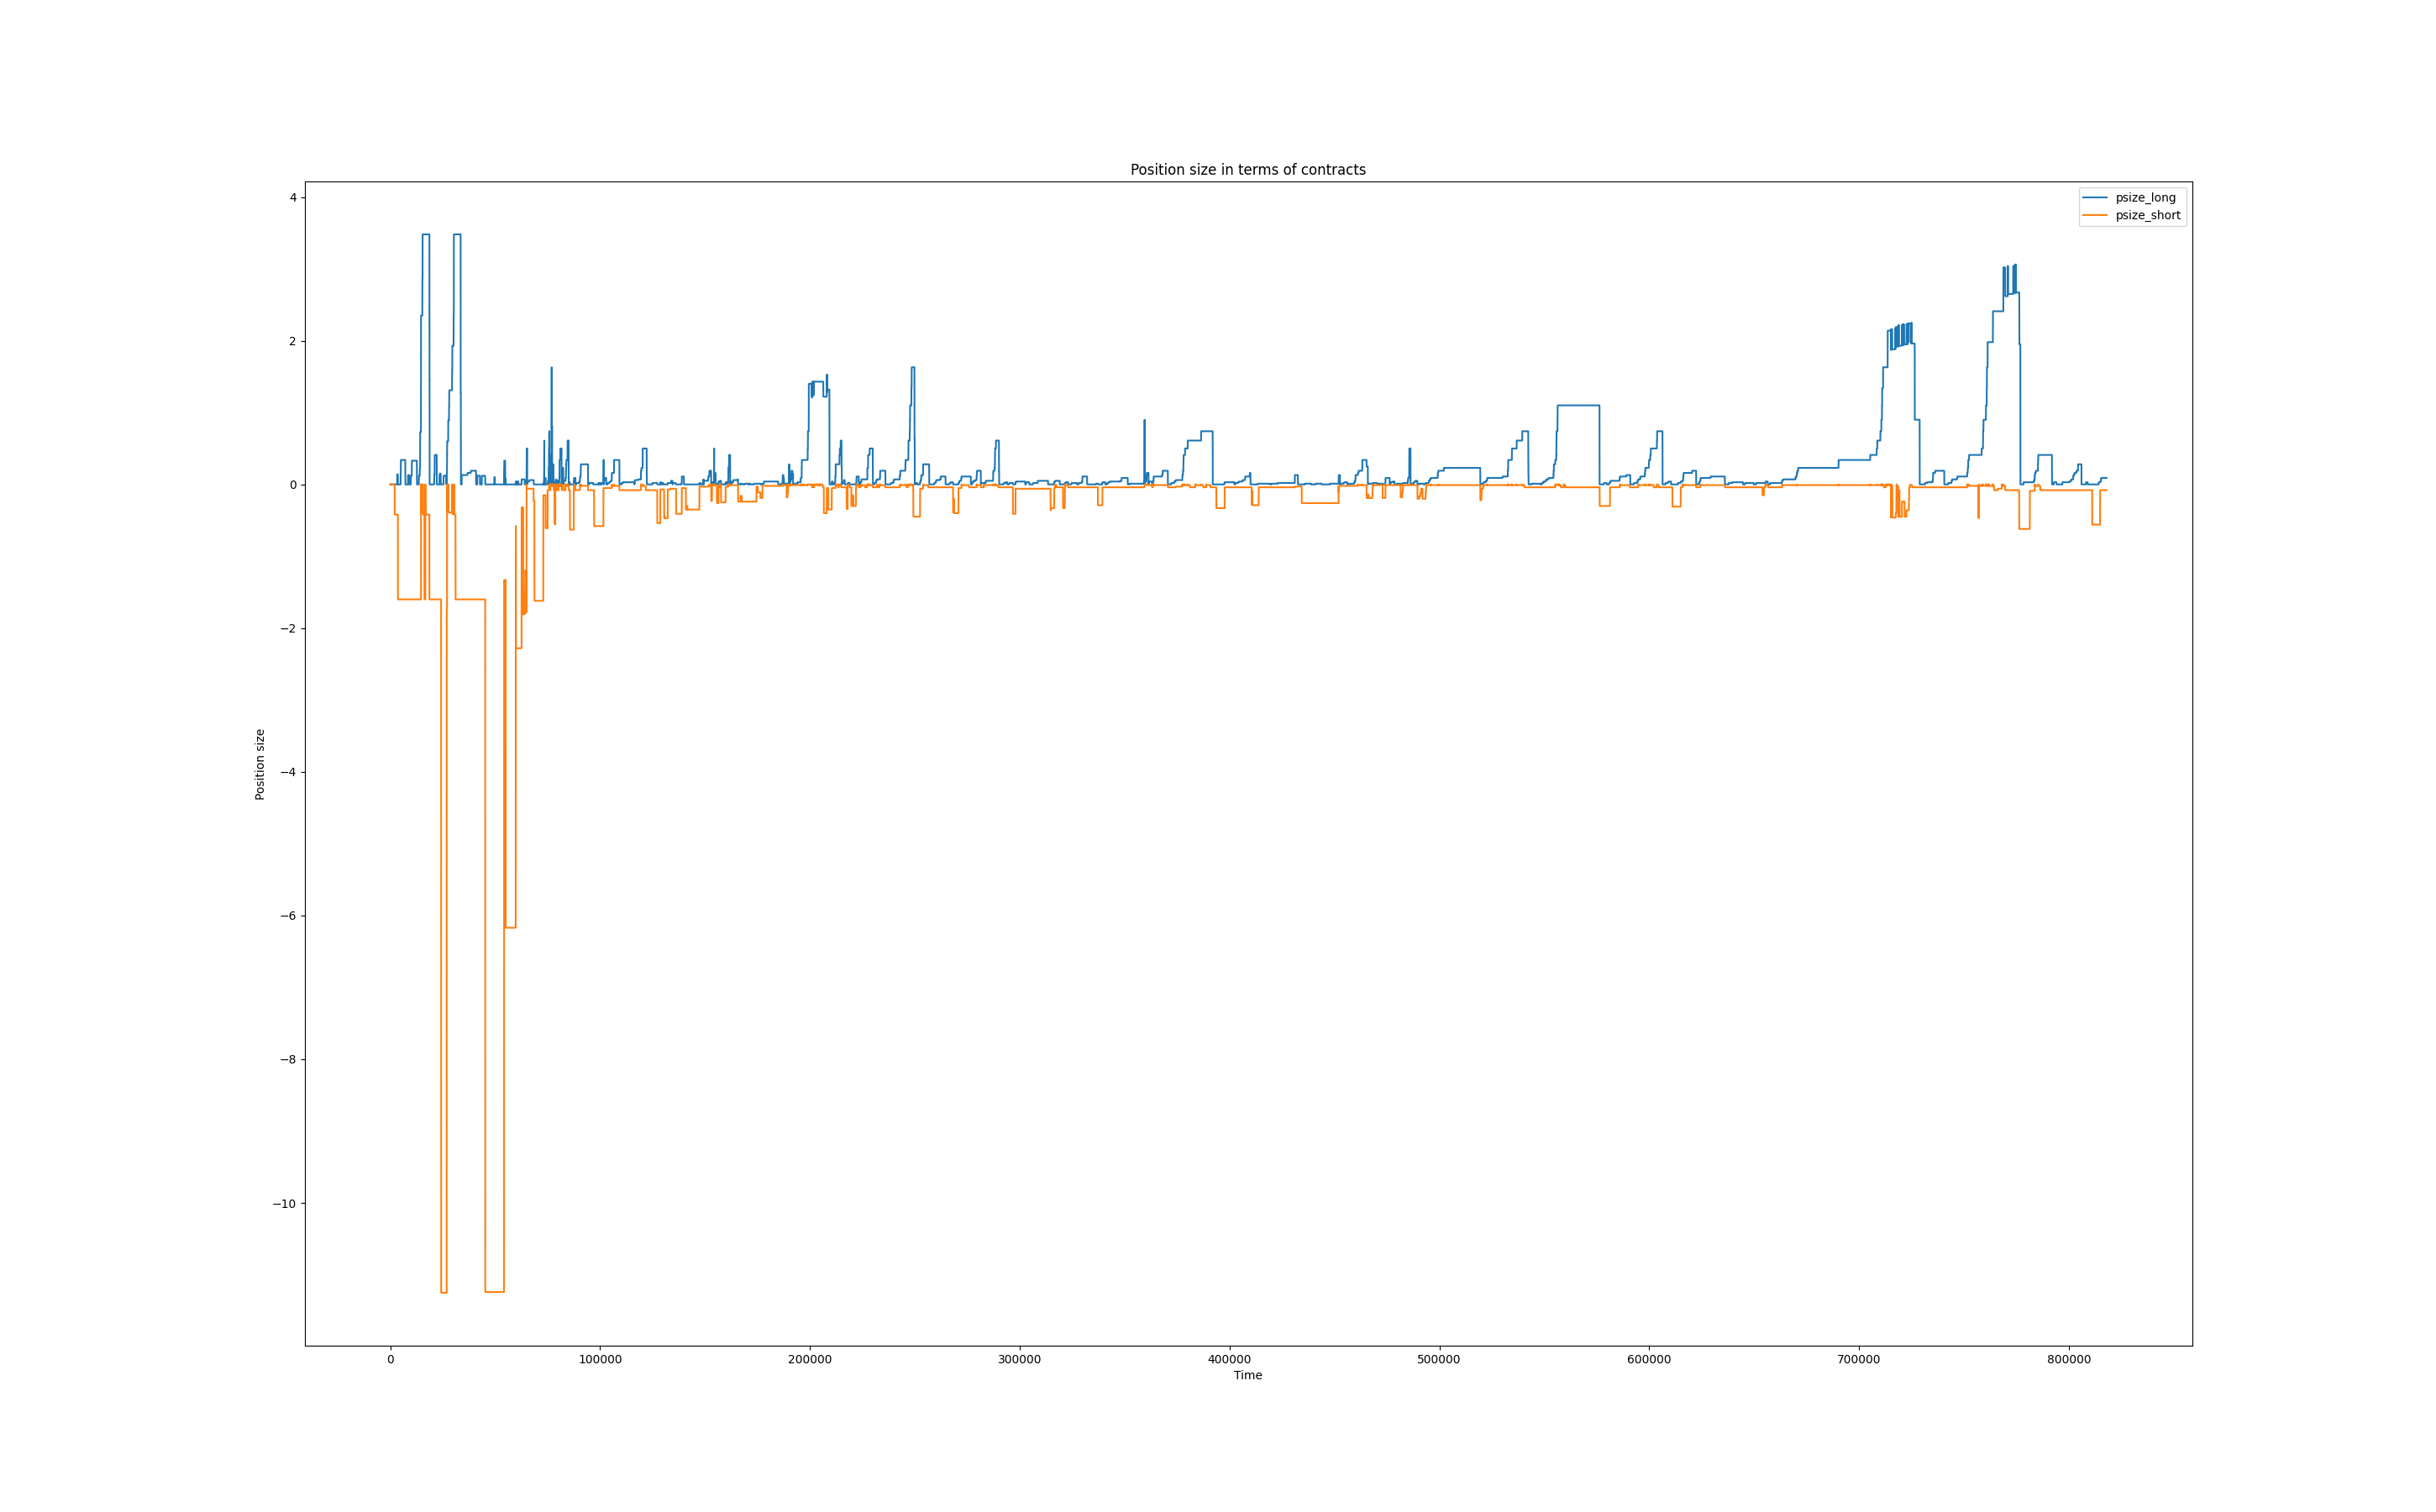 Position size in terms of contracts
psize_long
psize_short
4
2
0
−2
−4
−6
−8
−10
Position size
0 100000 200000 300000 400000 500000 600000 700000 800000
Time